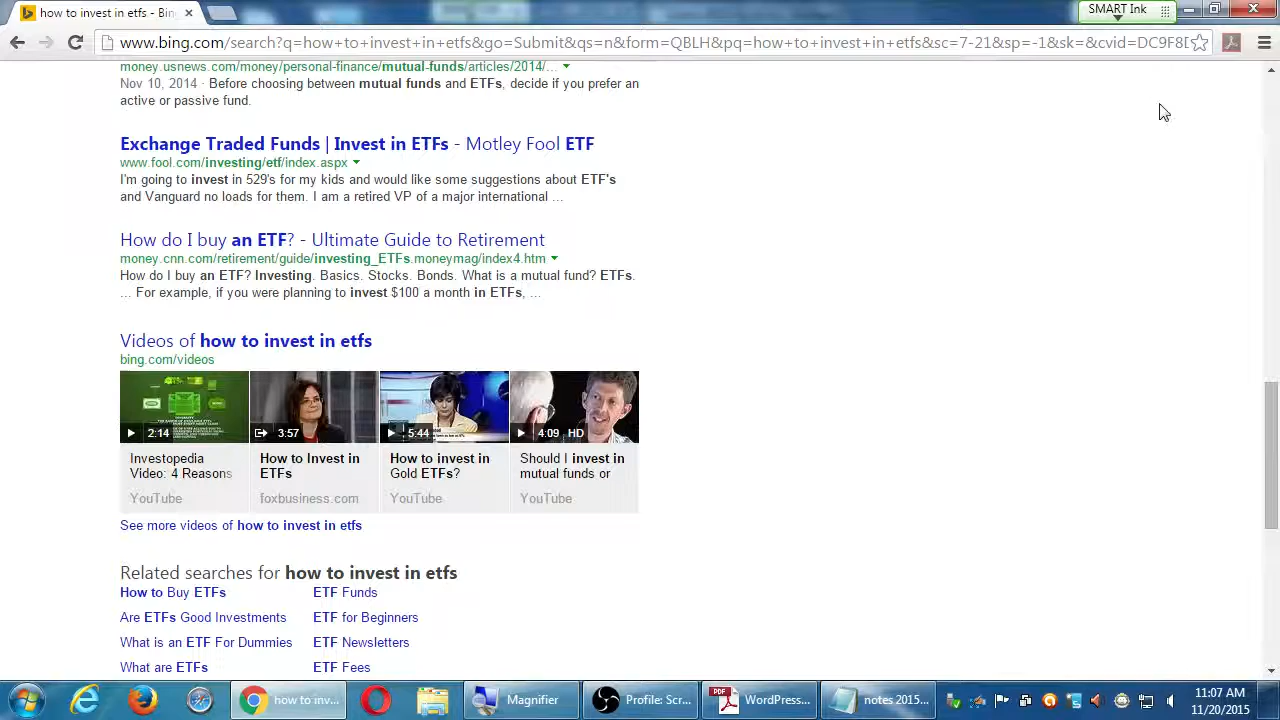 how to invest in etfs - Bin
SMART Ink
www.bing.com/search?q=how+to+invest+in+etfs&go=Submit&qs=n&form=QBLH&pq=how+to+invest+in+etfs&sc=7-21&sp=-1&sk=&cvid=DC9F8
money.usnews.com/money/personal-finance/mutual-funds/articles/2014/...
Nov 10, 2014 · Before choosing between mutual funds and ETFs, decide if you prefer an
active or passive fund.
Exchange Traded Funds | Invest in ETFs - Motley Fool ETF
www.fool.com/investing/etf/index.aspx
I'm going to invest in 529's for my kids and would like some suggestions about ETF's
and Vanguard no loads for them. I am a retired VP of a major international ...
How do I buy an ETF? - Ultimate Guide to Retirement
money.cnn.com/retirement/guide/investing_ETFs.moneymag/index4.htm
How do I buy an ETF? Investing. Basics. Stocks. Bonds. What is a mutual fund? ETFs.
... For example, if you were planning to invest $100 a month in ETFs, ...
Videos of how to invest in etfs
bing.com/videos
2:14 3:57 5:44 4:09 HD
Investopedia Video: 4 Reasons
YouTube
How to Invest in ETFs
foxbusiness.com
How to invest in Gold ETFs?
YouTube
Should I invest in mutual funds or
YouTube
See more videos of how to invest in etfs
Related searches for how to invest in etfs
How to Buy ETFs
Are ETFs Good Investments
What is an ETF For Dummies
What are ETFs
ETF Funds
ETF for Beginners
ETF Newsletters
ETF Fees
how to inv...
Magnifier
Profile: Scr...
PDF
WordPress...
notes 2015...
11:07 AM
11/20/2015